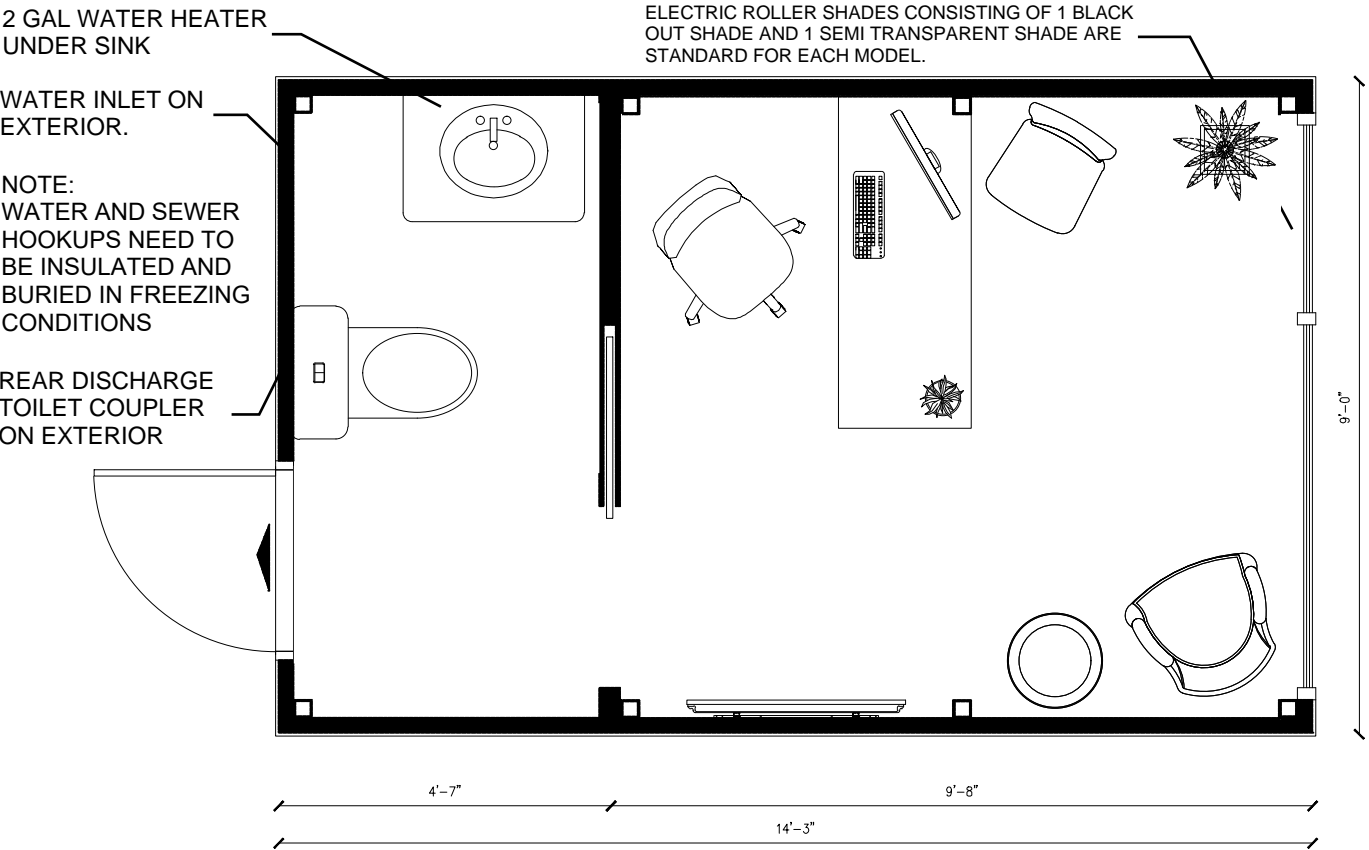 2 GAL WATER HEATER
UNDER SINK
ELECTRIC ROLLER SHADES CONSISTING OF 1 BLACK
OUT SHADE AND 1 SEMI TRANSPARENT SHADE ARE
STANDARD FOR EACH MODEL.
WATER INLET ON
EXTERIOR.
NOTE:
WATER AND SEWER
HOOKUPS NEED TO
BE INSULATED AND
BURIED IN FREEZING
CONDITIONS
REAR DISCHARGE
TOILET COUPLER
ON EXTERIOR
9'-0"
4'-7"
9'-8"
14'-3"